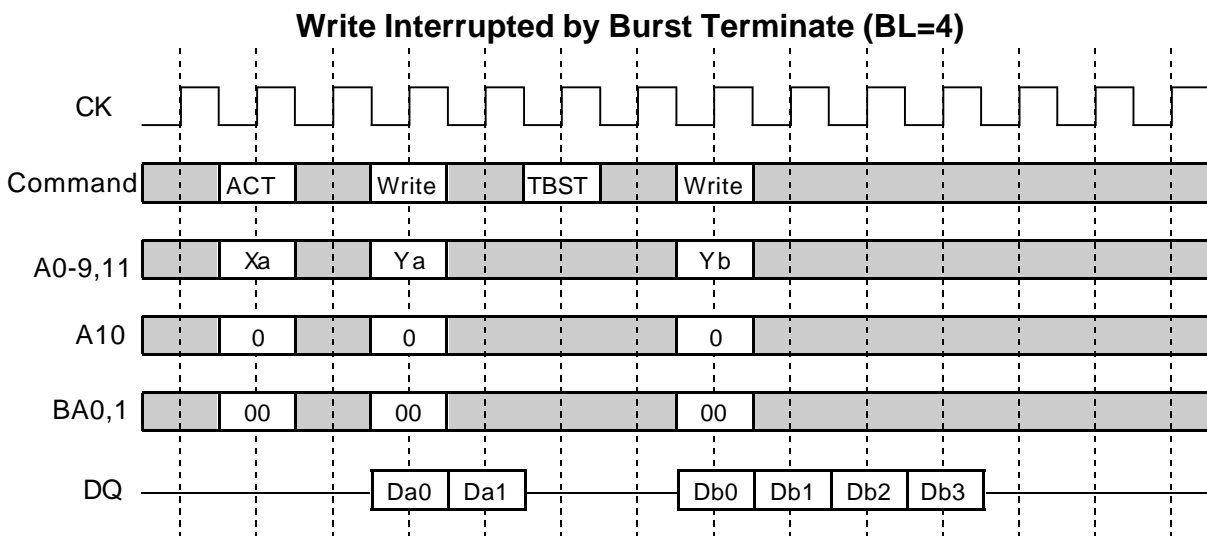 Write Interrupted by Burst Terminate (BL=4)
CK
Command ACT Write TBST Write
A0-9,11 Xa Ya Yb
A10 0 0 0
BA0,1 00 00 00
DQ Da0 Da1 Db0 Db1 Db2 Db3